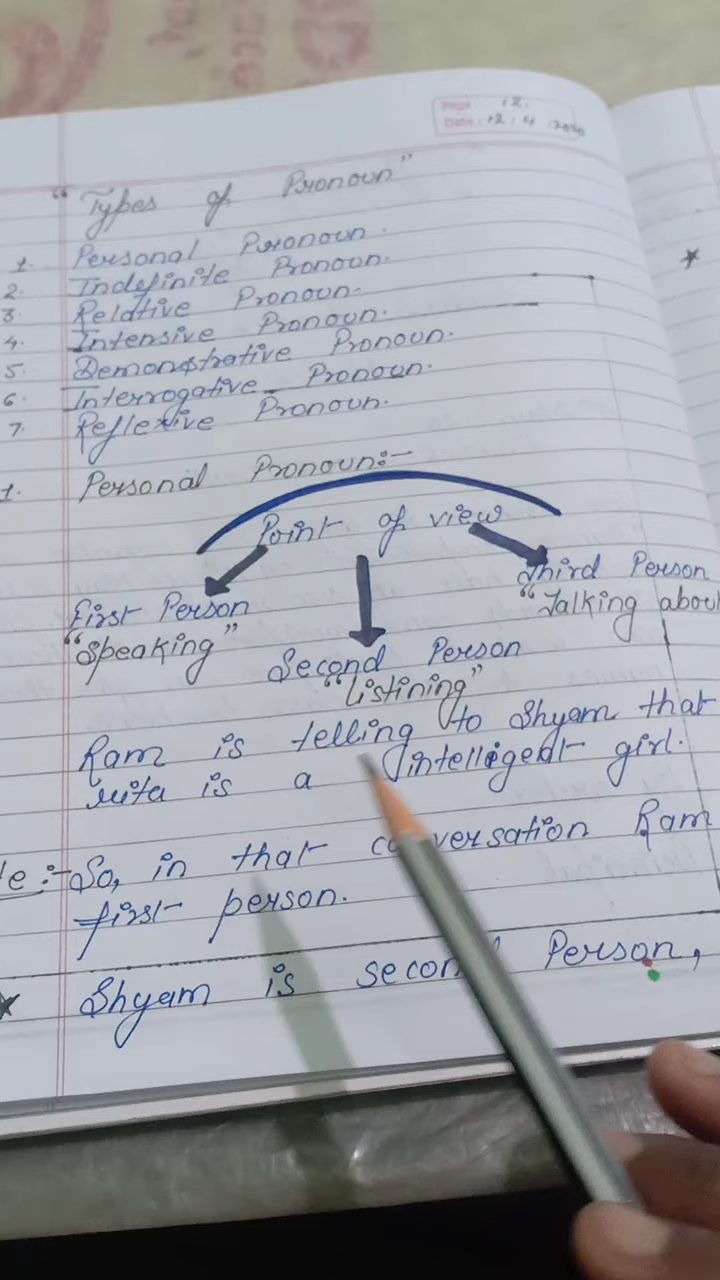 Page 12.
Date: 12.4.2020
"Types of Pronoun"
1. Personal Pronoun.
2. Indefinite Pronoun.
3. Relative Pronoun.
4. Intensive Pronoun.
5. Demonstrative Pronoun.
6. Interrogative Pronoun.
7. Reflexive Pronoun.
1. Personal Pronoun:-
Point of view
First Person
"Speaking"
Second Person
"listining"
Third Person
"Talking about
Ram is telling to Shyam that
rita is a intelligent girl.
So, in that conversation Ram
first person.
Shyam is second Person,